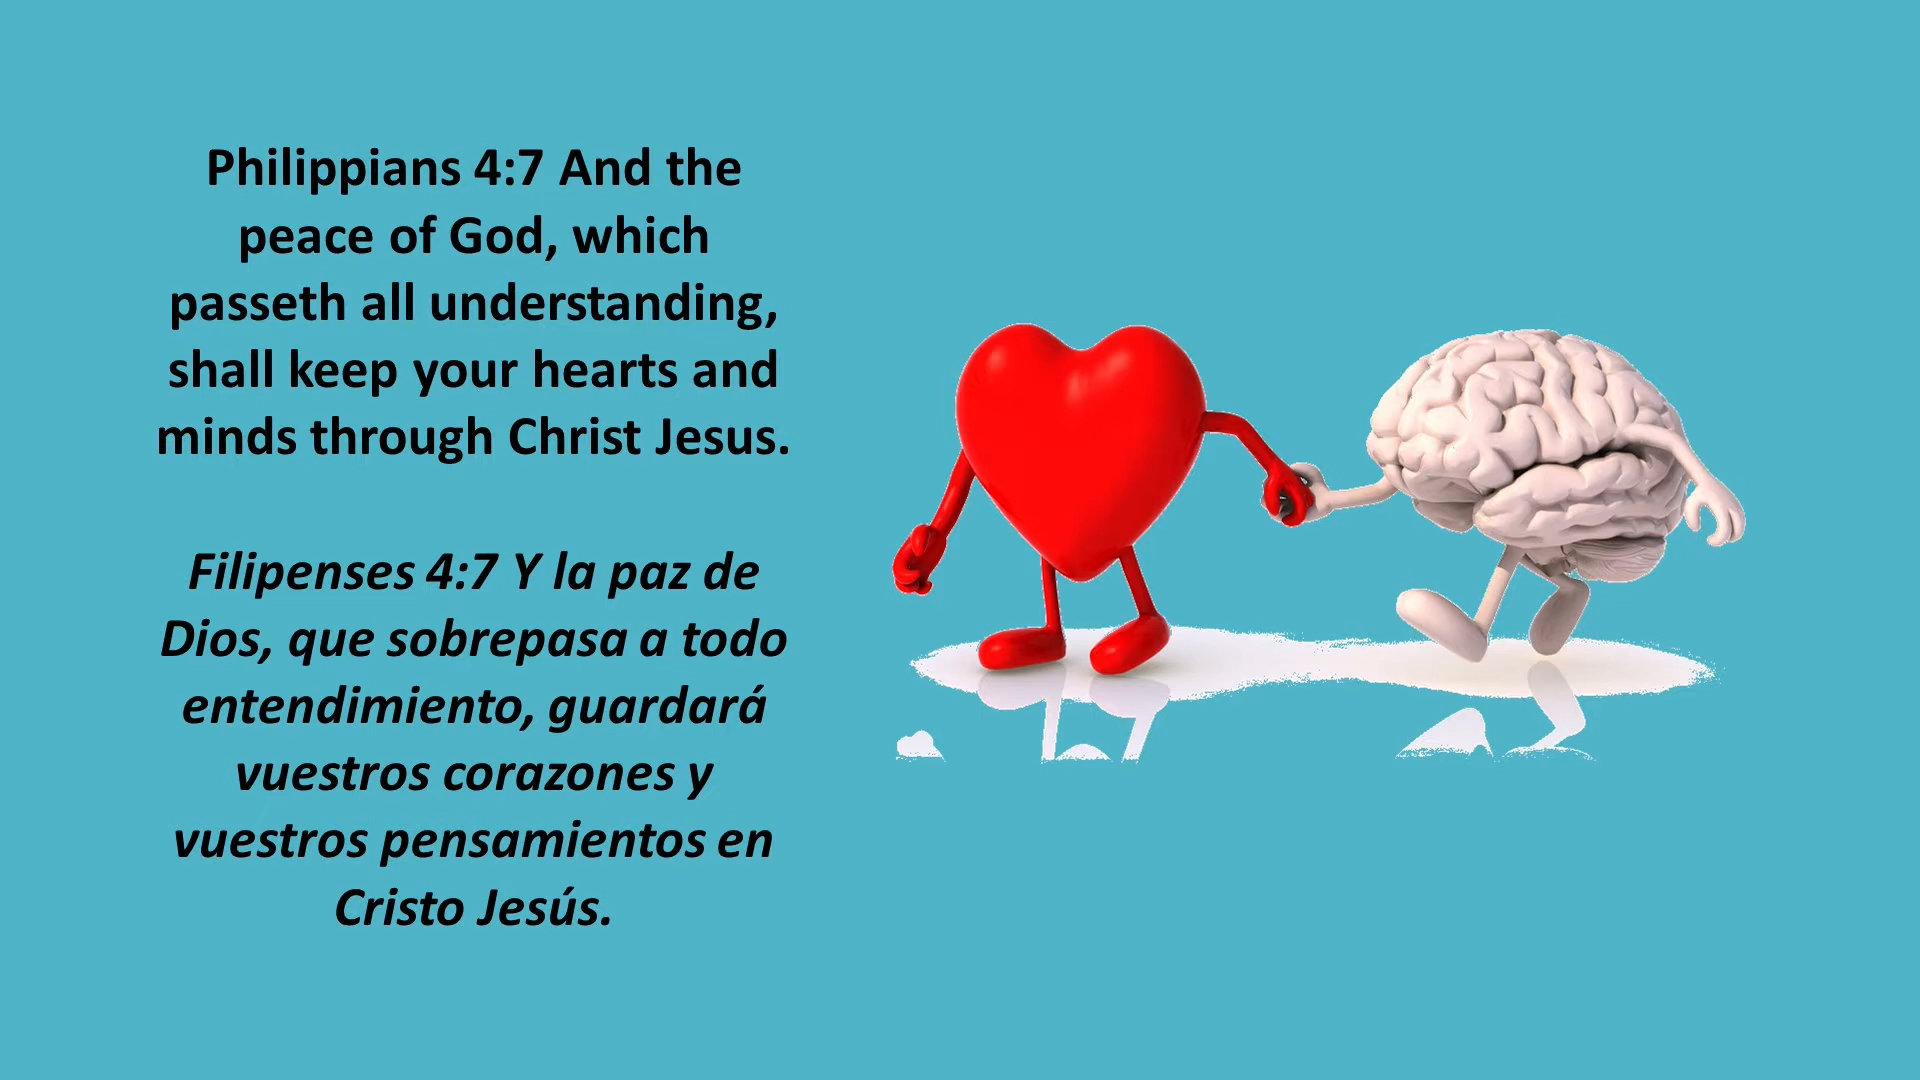 Philippians 4:7 And the
peace of God, which
passeth all understanding,
shall keep your hearts and
minds through Christ Jesus.
Filipenses 4:7 Y la paz de
Dios, que sobrepasa a todo
entendimiento, guardará
vuestros corazones y
vuestros pensamientos en
Cristo Jesús.